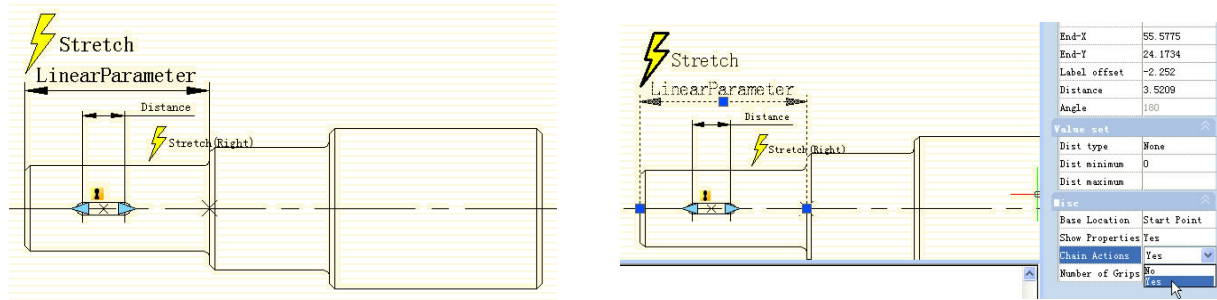 Stretch
LinearParameter
Distance
Stretch(Right)
Stretch
LinearParameter
Distance
Stretch(Right)
End-X 55.5775
End-Y 24.1734
Label offset -2.252
Distance 3.5209
Angle 180
Value set
Dist type None
Dist minimum 0
Dist maximum
Misc
Base Location Start Point
Show Properties Yes
Chain Actions Yes
Number of Grips No
Yes